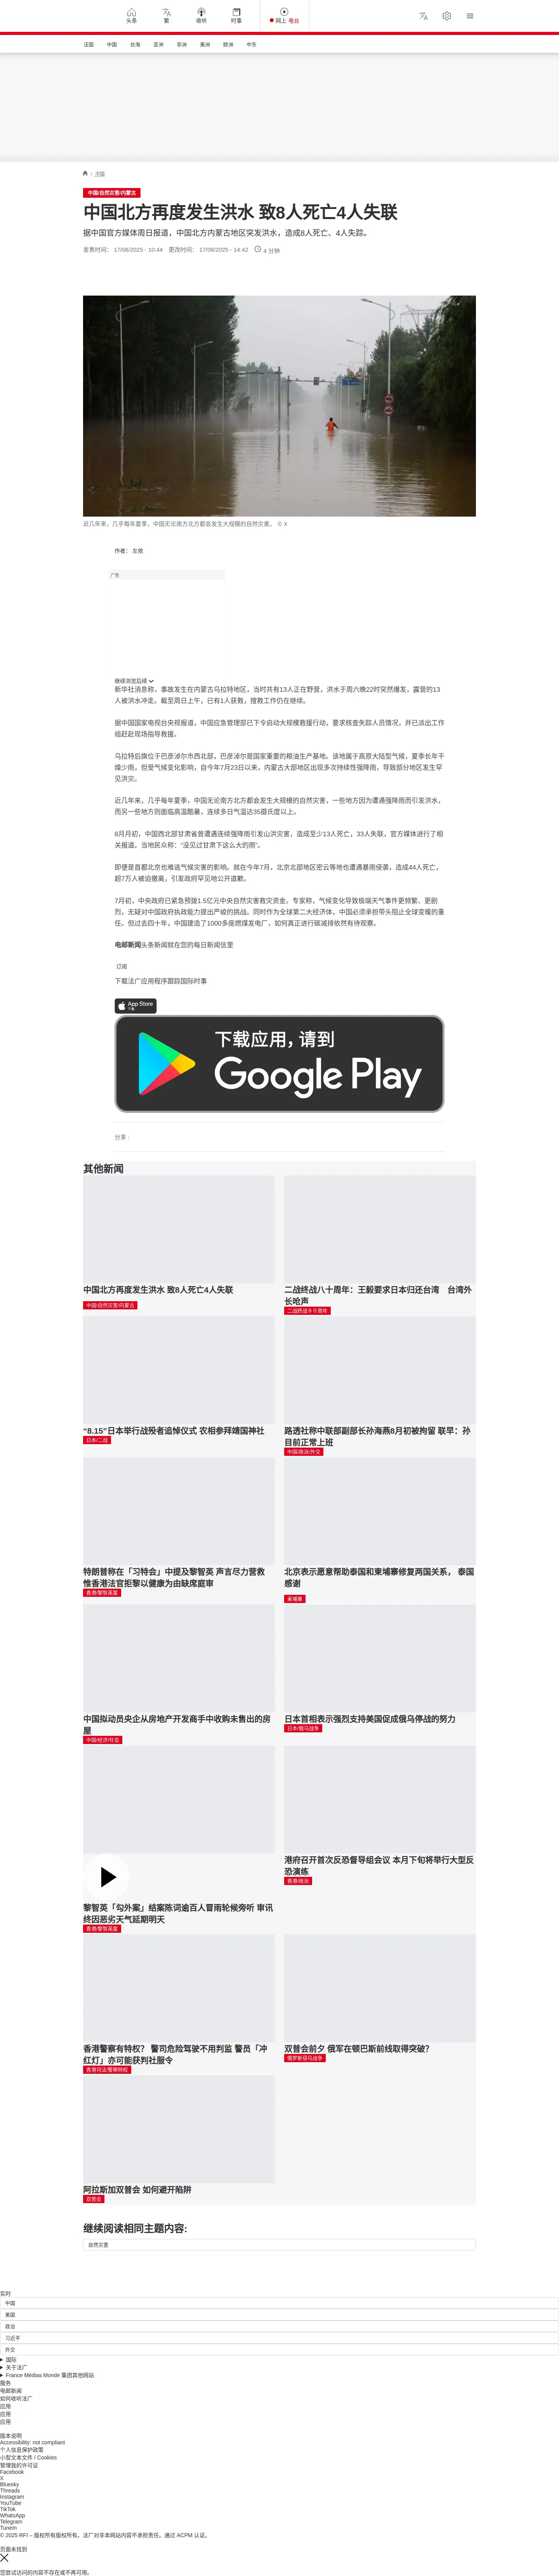 头条
繁
收听
时事
网上 电台
法国
中国
台海
亚洲
非洲
美洲
欧洲
中东
/ 中国
中国/自然灾害/内蒙古
中国北方再度发生洪水 致8人死亡4人失联
据中国官方媒体周日报道，中国北方内蒙古地区突发洪水，造成8人死亡、4人失踪。
发表时间： 17/08/2025 - 10:44 更改时间： 17/08/2025 - 14:42 4 分钟
近几年来，几乎每年夏季，中国无论南方北方都会发生大规模的自然灾害。 © X
作者： 左依
广告
继续浏览后续
新华社消息称，事故发生在内蒙古乌拉特地区，当时共有13人正在野营，洪水于周六晚22时突然爆发，露营的13人被洪水冲走。截至周日上午，已有1人获救，搜救工作仍在继续。
据中国国家电视台央视报道，中国应急管理部已下令启动大规模救援行动，要求核查失踪人员情况，并已派出工作组赶赴现场指导救援。
乌拉特后旗位于巴彦淖尔市西北部，巴彦淖尔是国家重要的粮油生产基地。该地属于高原大陆型气候，夏季长年干燥少雨，但受气候变化影响，自今年7月23日以来，内蒙古大部地区出现多次持续性强降雨，导致部分地区发生罕见洪灾。
近几年来，几乎每年夏季，中国无论南方北方都会发生大规模的自然灾害，一些地方因为遭遇强降雨而引发洪水，而另一些地方则面临高温酷暑，连续多日气温达35摄氏度以上。
8月月初，中国西北部甘肃省曾遭遇连续强降雨引发山洪灾害，造成至少13人死亡，33人失联，官方媒体进行了相关报道。当地民众称：“没见过甘肃下这么大的雨”。
即便是首都北京也难逃气候灾害的影响。就在今年7月，北京北部地区密云等地也遭遇暴雨侵袭，造成44人死亡，超7万人被迫撤离，引发政府罕见地公开道歉。
7月初，中央政府已紧急预拨1.5亿元中央自然灾害救灾资金。专家称，气候变化导致极端天气事件更频繁、更剧烈，无疑对中国政府执政能力提出严峻的挑战。同时作为全球第二大经济体，中国必须承担带头阻止全球变暖的重任。但过去四十年，中国建造了1000多座燃煤发电厂，如何真正进行碳减排依然有待观察。
电邮新闻头条新闻就在您的每日新闻信里
订阅
下载法广应用程序跟踪国际时事
App Store
下载
下载应用，请到
Google Play
分享 :
其他新闻
中国北方再度发生洪水 致8人死亡4人失联
中国/自然灾害/内蒙古
二战终战八十周年：王毅要求日本归还台湾　台湾外长呛声
二战终战８０周年
“8.15”日本举行战殁者追悼仪式 农相参拜靖国神社
日本/二战
路透社称中联部副部长孙海燕8月初被拘留 联早：孙目前正常上班
中国/政治/外交
特朗普称在「习特会」中提及黎智英 声言尽力营救 惟香港法官拒黎以健康为由缺席庭审
香港/黎智英案
北京表示愿意帮助泰国和柬埔寨修复两国关系， 泰国感谢
柬埔寨
中国拟动员央企从房地产开发商手中收购未售出的房屋
中国/经济/社会
日本首相表示强烈支持美国促成俄乌停战的努力
日本/俄乌战争
黎智英「勾外案」结案陈词逾百人冒雨轮候旁听 审讯终因恶劣天气延期明天
香港/黎智英案
港府召开首次反恐督导组会议 本月下旬将举行大型反恐演练
香港/政治
香港警察有特权？ 警司危险驾驶不用判监 警员「冲红灯」亦可能获判社服令
香港司法/警察特权
双普会前夕 俄军在顿巴斯前线取得突破?
俄罗斯侵乌战争
阿拉斯加双普会 如何避开陷阱
双普会
继续阅读相同主题内容:
自然灾害
实时
中国
美国
政治
习近平
外交
国际
关于法广
France Médias Monde 集团其他网站
服务
电邮新闻
如何收听法广
应用
应用
应用
版本说明
Accessibility: not compliant
个人信息保护政策
小型文本文件 / Cookies
管理我的许可证
Facebook
X
Bluesky
Threads
Instagram
YouTube
TikTok
WhatsApp
Telegram
TuneIn
© 2025 RFI – 版权所有版权所有。法广对非本网站内容不承担责任。通过 ACPM 认证。
页面未找到
您尝试访问的内容不存在或不再可用。